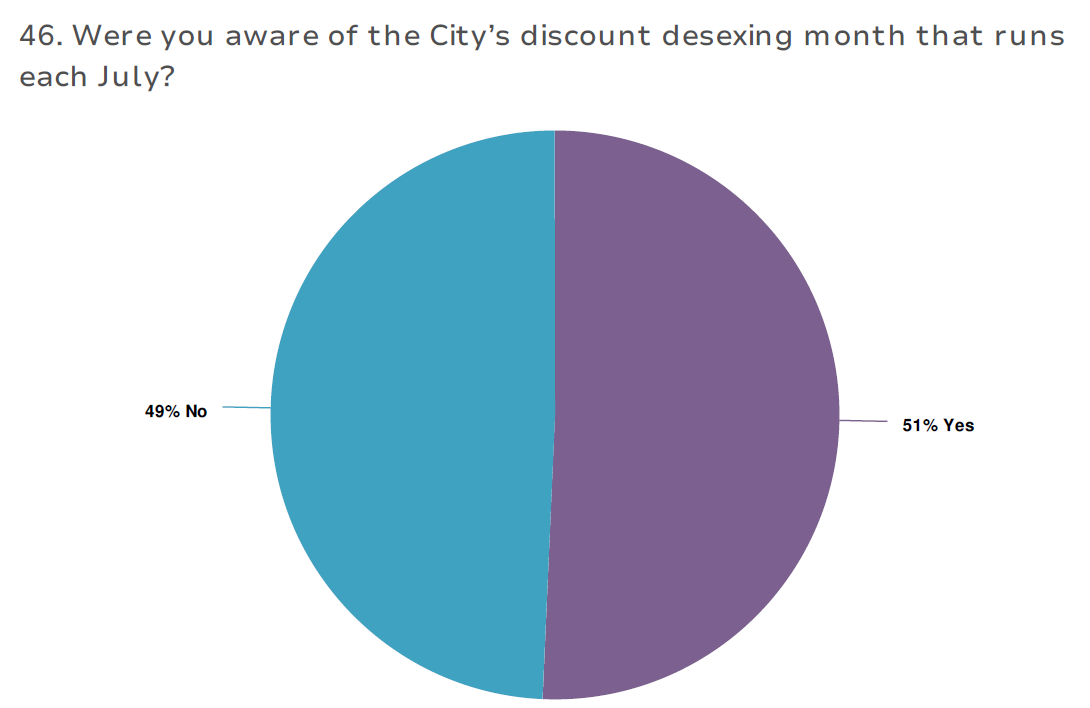 46. Were you aware of the City’s discount desexing month that runs
each July?
49% No
51% Yes